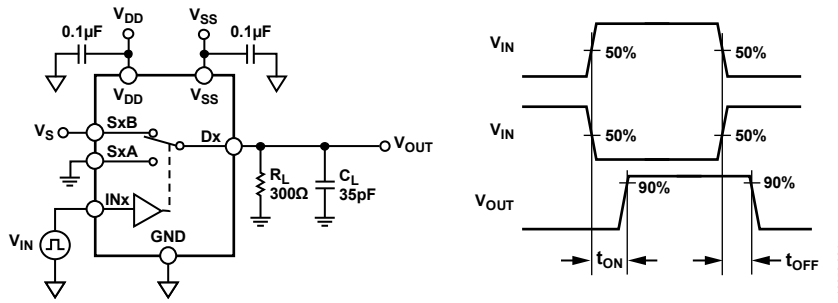 V_DD V_SS
0.1µF 0.1µF
V_DD V_SS
V_S SxB
Dx V_OUT
SxA
R_L
300Ω
C_L
35pF
INx
V_IN
GND
V_IN 50% 50%
V_IN 50% 50%
V_OUT 90% 90%
t_ON t_OFF